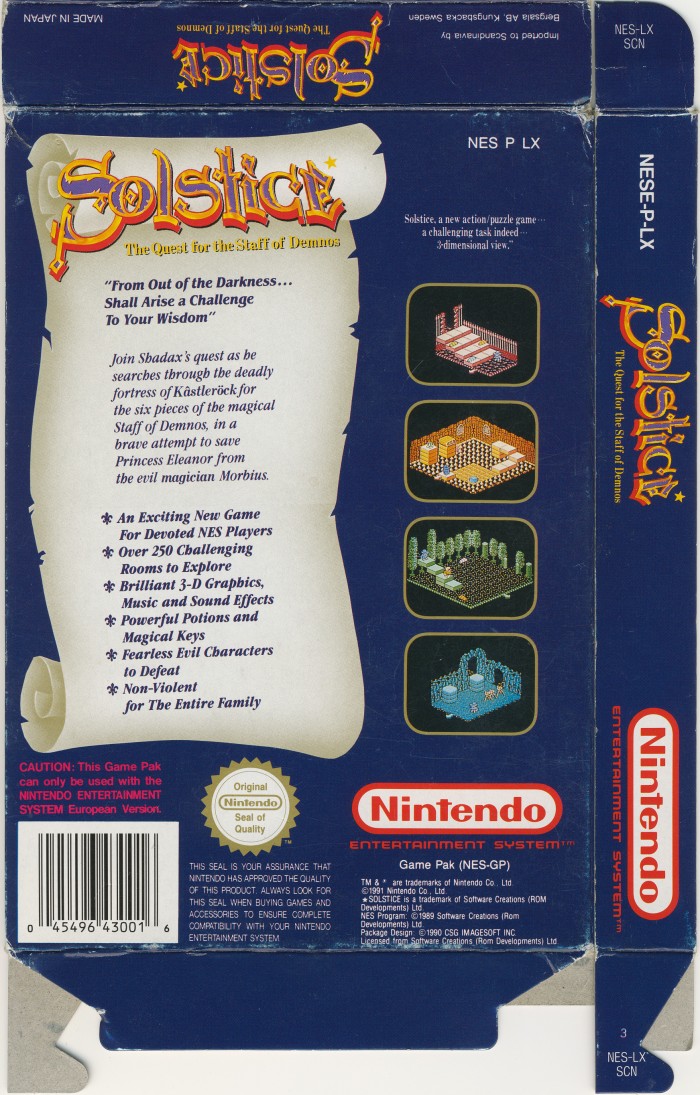 MADE IN JAPAN
Solstice
The Quest for the Staff of Demnos
Imported to Scandinavia by
Bergsala AB, Kungsbacka Sweden
NES-LX
SCN
Solstice
The Quest for the Staff of Demnos
"From Out of the Darkness...
Shall Arise a Challenge
To Your Wisdom"
Join Shadax's quest as he
searches through the deadly
fortress of Kâstleröck for
the six pieces of the magical
Staff of Demnos, in a
brave attempt to save
Princess Eleanor from
the evil magician Morbius.
An Exciting New Game
For Devoted NES Players
Over 250 Challenging
Rooms to Explore
Brilliant 3-D Graphics,
Music and Sound Effects
Powerful Potions and
Magical Keys
Fearless Evil Characters
to Defeat
Non-Violent
for The Entire Family
NES P LX
Solstice, a new action/puzzle game...
a challenging task indeed...
3-dimensional view."
CAUTION: This Game Pak
can only be used with the
NINTENDO ENTERTAINMENT
SYSTEM European Version.
0 45496 43001 6
Original
Nintendo
Seal of
Quality
TM
THIS SEAL IS YOUR ASSURANCE THAT
NINTENDO HAS APPROVED THE QUALITY
OF THIS PRODUCT. ALWAYS LOOK FOR
THIS SEAL WHEN BUYING GAMES AND
ACCESSORIES TO ENSURE COMPLETE
COMPATIBILITY WITH YOUR NINTENDO
ENTERTAINMENT SYSTEM
Nintendo
ENTERTAINMENT SYSTEM™
Game Pak (NES-GP)
TM & ® are trademarks of Nintendo Co., Ltd.
©1991 Nintendo Co., Ltd.
★SOLSTICE is a trademark of Software Creations (ROM
Developments) Ltd.
NES Program: ©1989 Software Creations (Rom
Developments) Ltd
Package Design: ©1990 CSG IMAGESOFT INC.
Licensed from Software Creations (Rom Developments) Ltd.
NESE-P-LX
Solstice
The Quest for the Staff of Demnos
Nintendo
ENTERTAINMENT SYSTEM™
3
NES-LX
SCN